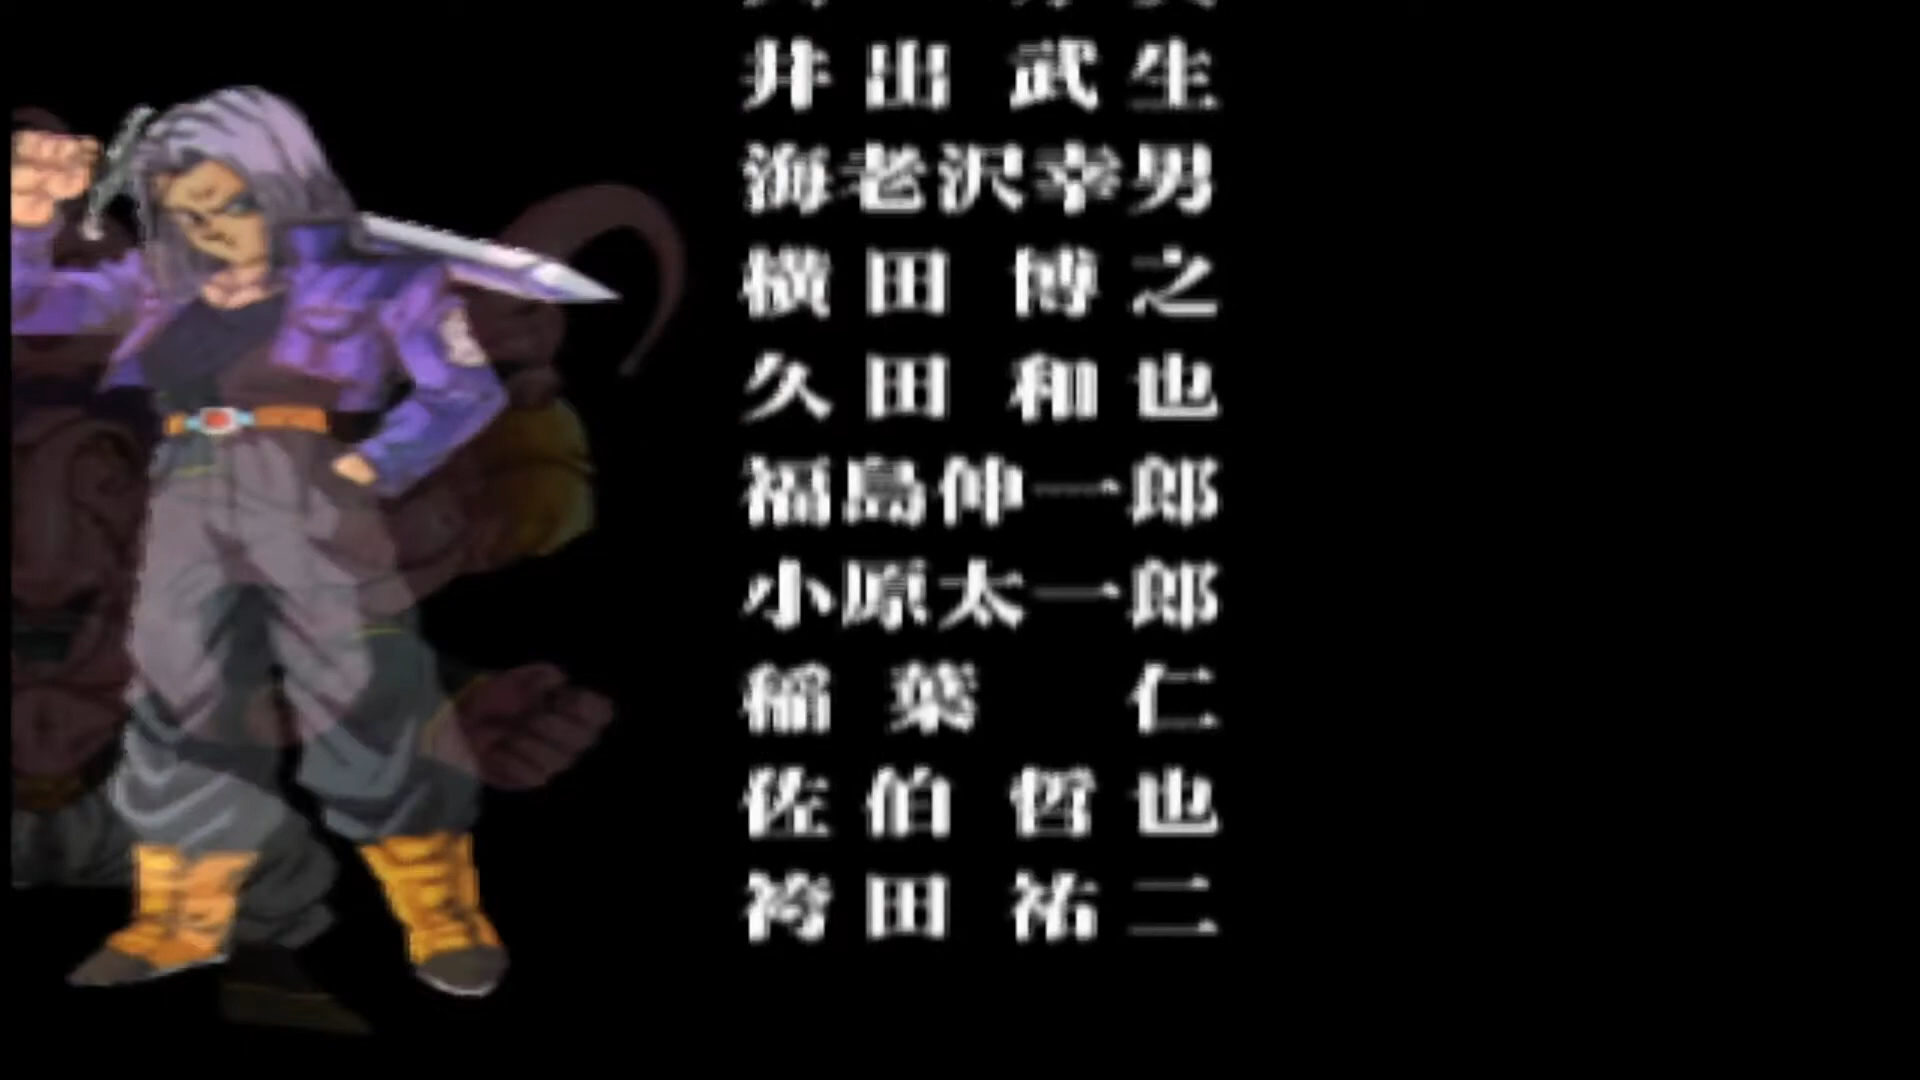 井出 武生
海老沢幸男
横田 博之
久田 和也
福島伸一郎
小原太一郎
稲葉 仁
佐伯 哲也
袴田 祐二